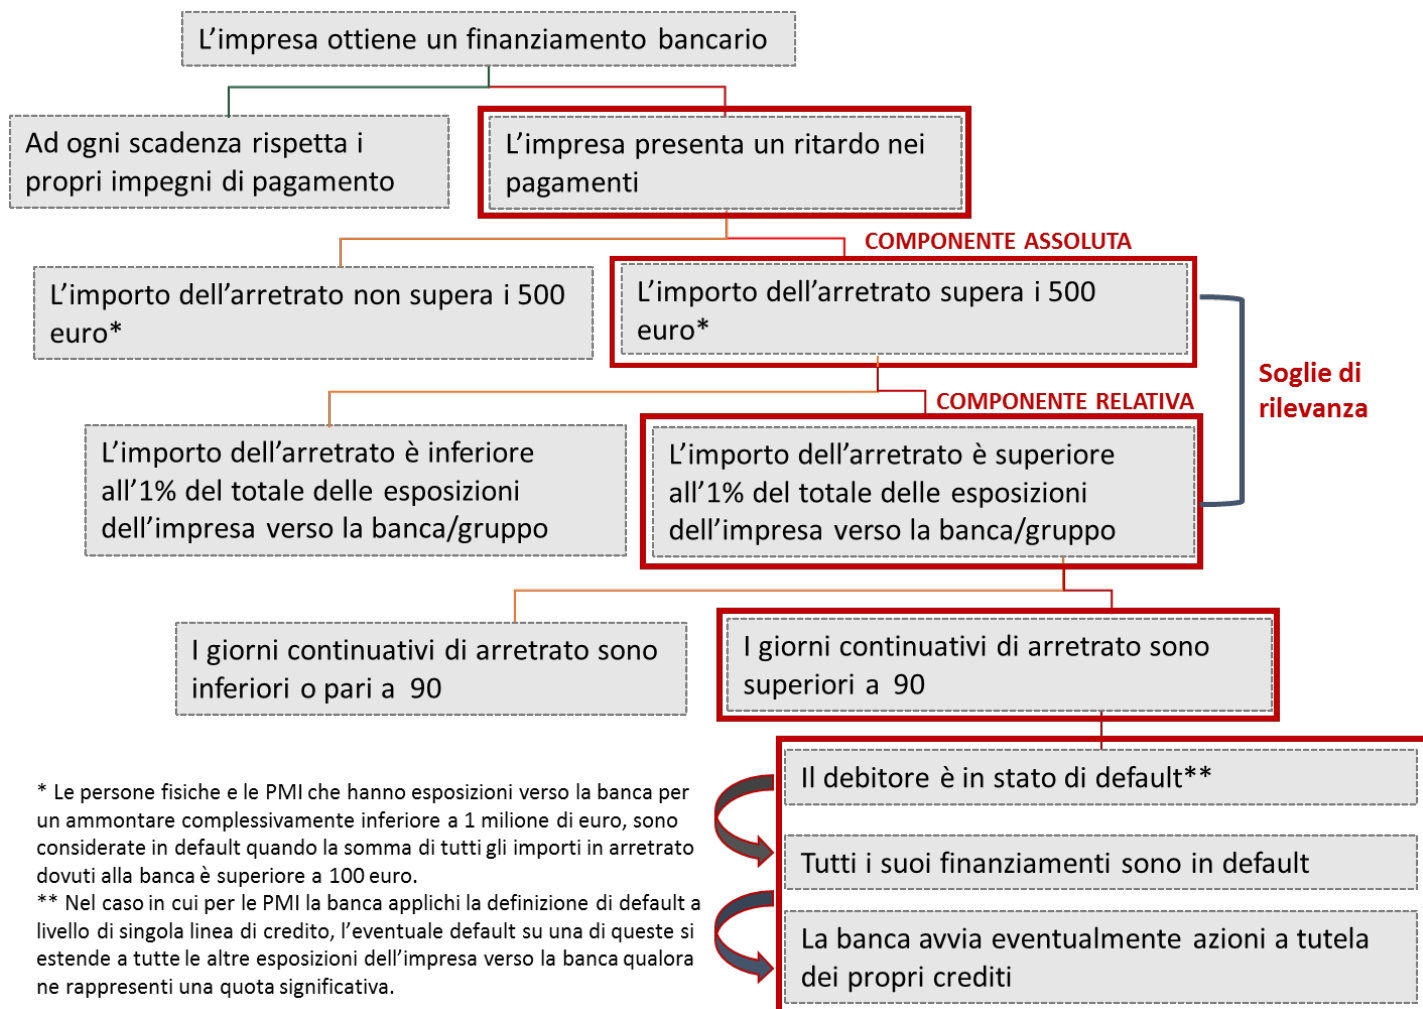 L’impresa ottiene un finanziamento bancario
Ad ogni scadenza rispetta i
propri impegni di pagamento
L’impresa presenta un ritardo nei
pagamenti
COMPONENTE ASSOLUTA
L’importo dell’arretrato non supera i 500
euro*
L’importo dell’arretrato supera i 500
euro*
Soglie di
rilevanza
COMPONENTE RELATIVA
L’importo dell’arretrato è inferiore
all’1% del totale delle esposizioni
dell’impresa verso la banca/gruppo
L’importo dell’arretrato è superiore
all’1% del totale delle esposizioni
dell’impresa verso la banca/gruppo
I giorni continuativi di arretrato sono
inferiori o pari a 90
I giorni continuativi di arretrato sono
superiori a 90
Il debitore è in stato di default**
Tutti i suoi finanziamenti sono in default
La banca avvia eventualmente azioni a tutela
dei propri crediti
* Le persone fisiche e le PMI che hanno esposizioni verso la banca per
un ammontare complessivamente inferiore a 1 milione di euro, sono
considerate in default quando la somma di tutti gli importi in arretrato
dovuti alla banca è superiore a 100 euro.
** Nel caso in cui per le PMI la banca applichi la definizione di default a
livello di singola linea di credito, l’eventuale default su una di queste si
estende a tutte le altre esposizioni dell’impresa verso la banca qualora
ne rappresenti una quota significativa.